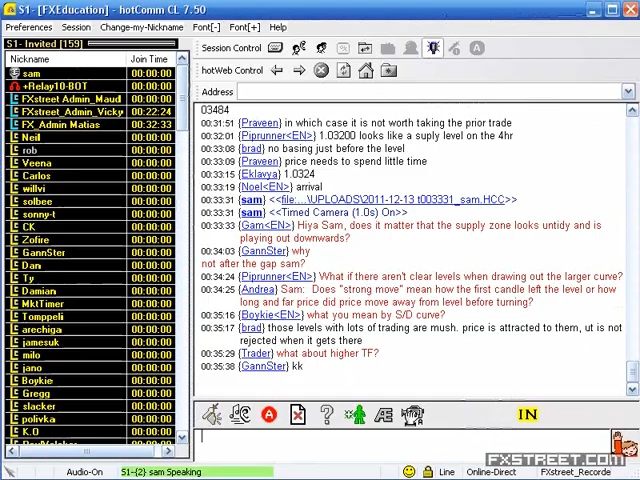 S1- [FXEducation] - hotComm CL 7.50
Preferences Session Change-my-Nickname Font[-] Font[+] Help
S1- Invited [159]
Nickname Join Time
sam 00:00:00
+Relay10-BOT 00:00:00
FXstreet Admin_Maud 00:00:00
FXstreet_Admin_Vicky 00:22:24
FX_Admin Matias 00:32:33
Neil 00:00:00
rob 00:00:00
Veena 00:00:00
Carlos 00:00:00
willvi 00:00:00
solbee 00:00:00
sonny-t 00:00:00
CK 00:00:00
Zofire 00:00:00
GannSter 00:00:00
Dan 00:00:00
Ty 00:00:00
Damian 00:00:00
MktTimer 00:00:00
Tomppeli 00:00:00
arechiga 00:00:00
jamesuk 00:00:00
milo 00:00:00
jano 00:00:00
Boykie 00:00:00
Gregg 00:00:00
slacker 00:00:00
polivka 00:00:00
K.O 00:00:00
Session Control
hotWeb Control
Address
03484
00:31:51 {Praveen} in which case it is not worth taking the prior trade
00:32:01 {Piprunner<EN>} 1.03200 looks like a suply level on the 4hr
00:33:08 {brad} no basing just before the level
00:33:09 {Praveen} price needs to spend little time
00:33:15 {Eklavya} 1.0324
00:33:19 {Noel<EN>} arrival
00:33:31 {sam} <<file:...\UPLOADS\2011-12-13 t003331_sam.HCC>>
00:33:31 {sam} <<Timed Camera (1.0s) On>>
00:33:33 {Gam<EN>} Hiya Sam, does it matter that the supply zone looks untidy and is
playing out downwards?
00:34:03 {GannSter} why
not after the gap sam?
00:34:24 {Piprunner<EN>} What if there aren't clear levels when drawing out the larger curve?
00:34:25 {Andrea} Sam: Does "strong move" mean how the first candle left the level or how
long and far price did price move away from level before turning?
00:35:16 {Boykie<EN>} what you mean by S/D curve?
00:35:17 {brad} those levels with lots of trading are mush. price is attracted to them, ut is not
rejected when it gets there
00:35:29 {Trader} what about higher TF?
00:35:38 {GannSter} kk
IN
Audio-On S1-{2} sam Speaking Line Online-Direct FXstreet_Recorde
FXSTREET.COM